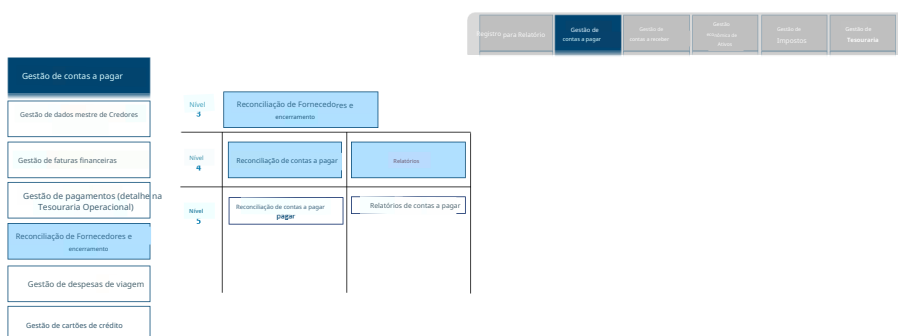 Registro para Relatório
Gestão de
contas a pagar
Gestão de
contas a receber
Gestão
Ativos
Gestão de
Impostos
Gestão de
Tesouraria
Gestão de contas a pagar
Gestão de dados mestre de Credores
Gestão de faturas financeiras
Gestão de pagamentos (detalhe na
Tesouraria Operacional)
Reconciliação de Fornecedores e
encerramento
Gestão de despesas de viagem
Gestão de cartões de crédito
Nível
3
Reconciliação de Fornecedores e
encerramento
Nível
4
Reconciliação de contas a pagar
Relatórios
Nível
5
Reconciliação de contas a pagar
pagar
Relatórios de contas a pagar